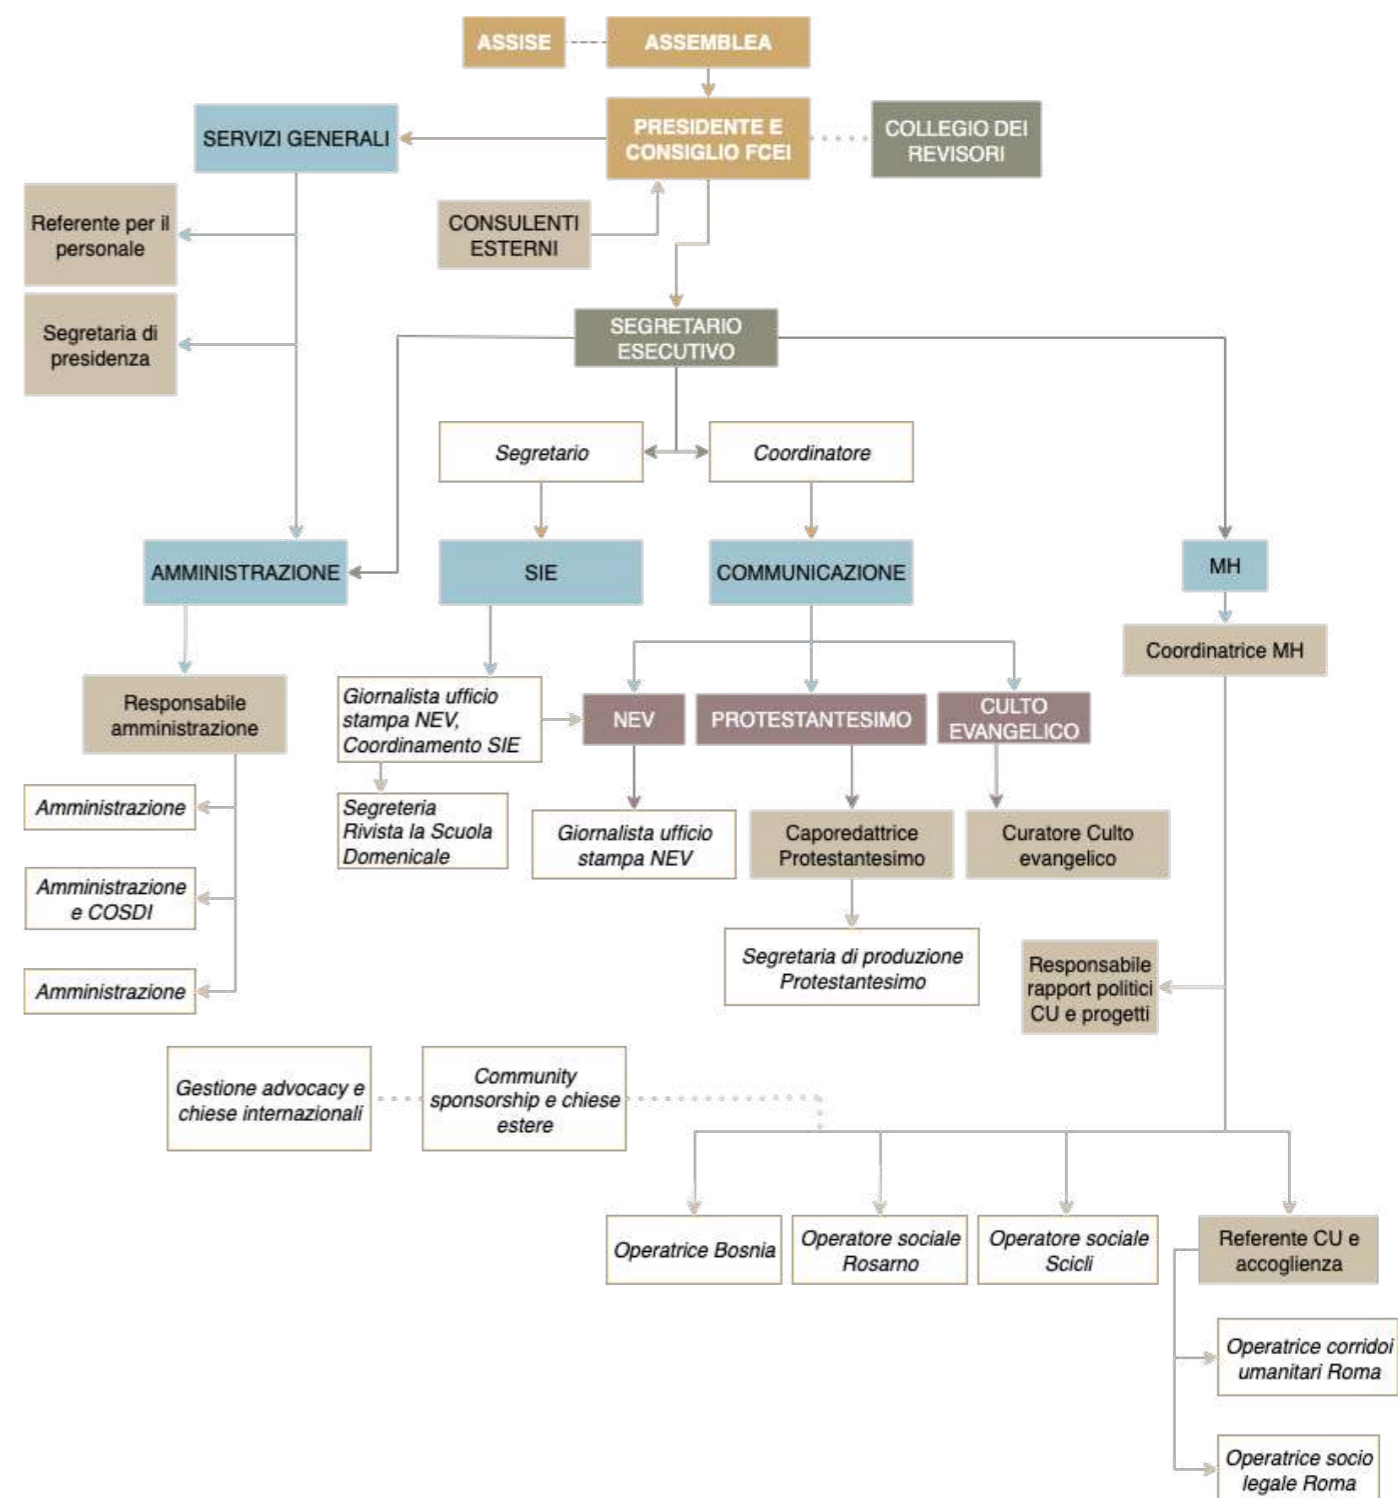 ASSISE
ASSEMBLEA
SERVIZI GENERALI
PRESIDENTE E
CONSIGLIO FCEI
COLLEGIO DEI
REVISORI
Referente per il
personale
CONSULENTI
ESTERNI
Segretaria di
presidenza
SEGRETARIO
ESECUTIVO
Segretario
Coordinatore
AMMINISTRAZIONE
SIE
COMMUNICAZIONE
MH
Coordinatrice MH
Responsabile
amministrazione
Giornalista ufficio
stampa NEV,
Coordinamento SIE
NEV
PROTESTANTESIMO
CULTO
EVANGELICO
Amministrazione
Segreteria
Rivista la Scuola
Domenicale
Giornalista ufficio
stampa NEV
Caporedattrice
Protestantesimo
Curatore Culto
evangelico
Amministrazione
e COSDI
Segretaria di produzione
Protestantesimo
Responsabile
rapport politici
CU e progetti
Amministrazione
Gestione advocacy e
chiese internazionali
Community
sponsorship e chiese
estere
Operatrice Bosnia
Operatore sociale
Rosarno
Operatore sociale
Scicli
Referente CU e
accoglienza
Operatrice corridoi
umanitari Roma
Operatrice socio
legale Roma